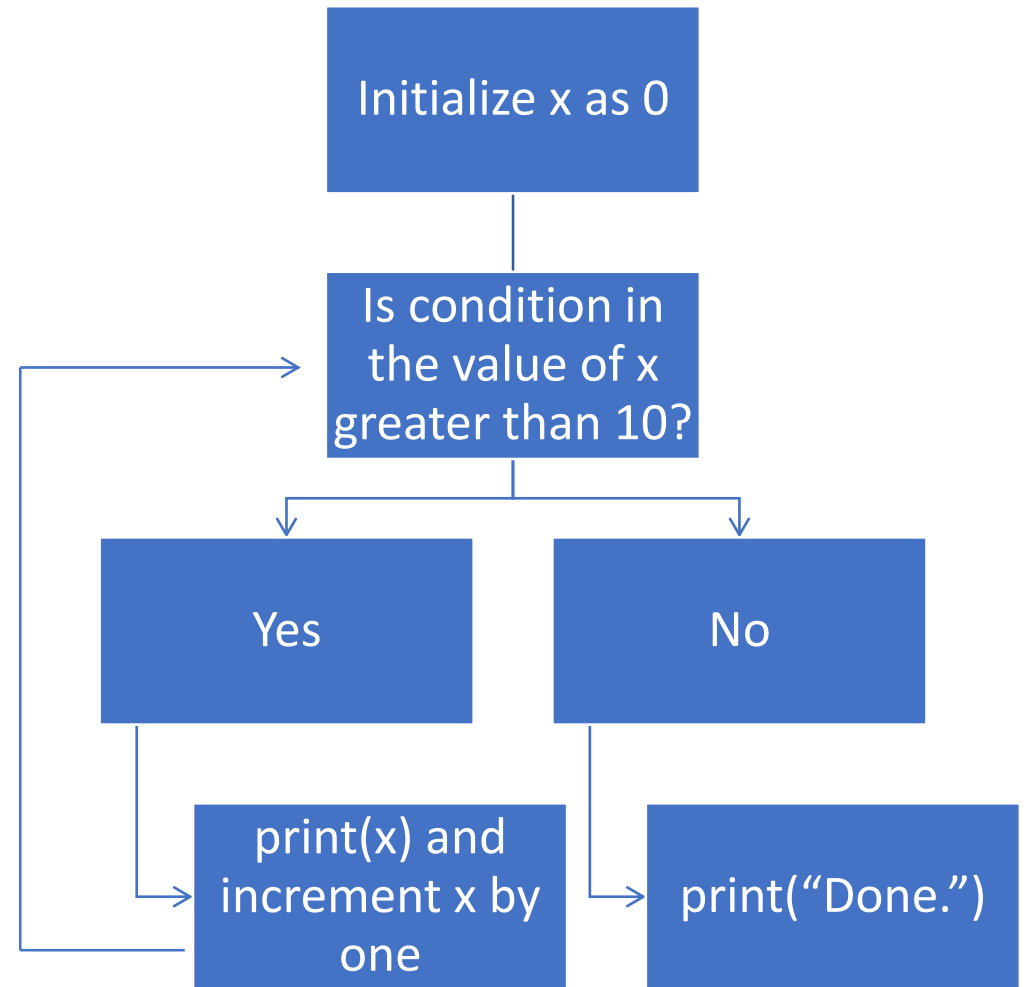 Initialize x as 0
Is condition in
the value of x
greater than 10?
Yes
No
print(x) and
increment x by
one
print(“Done.”)